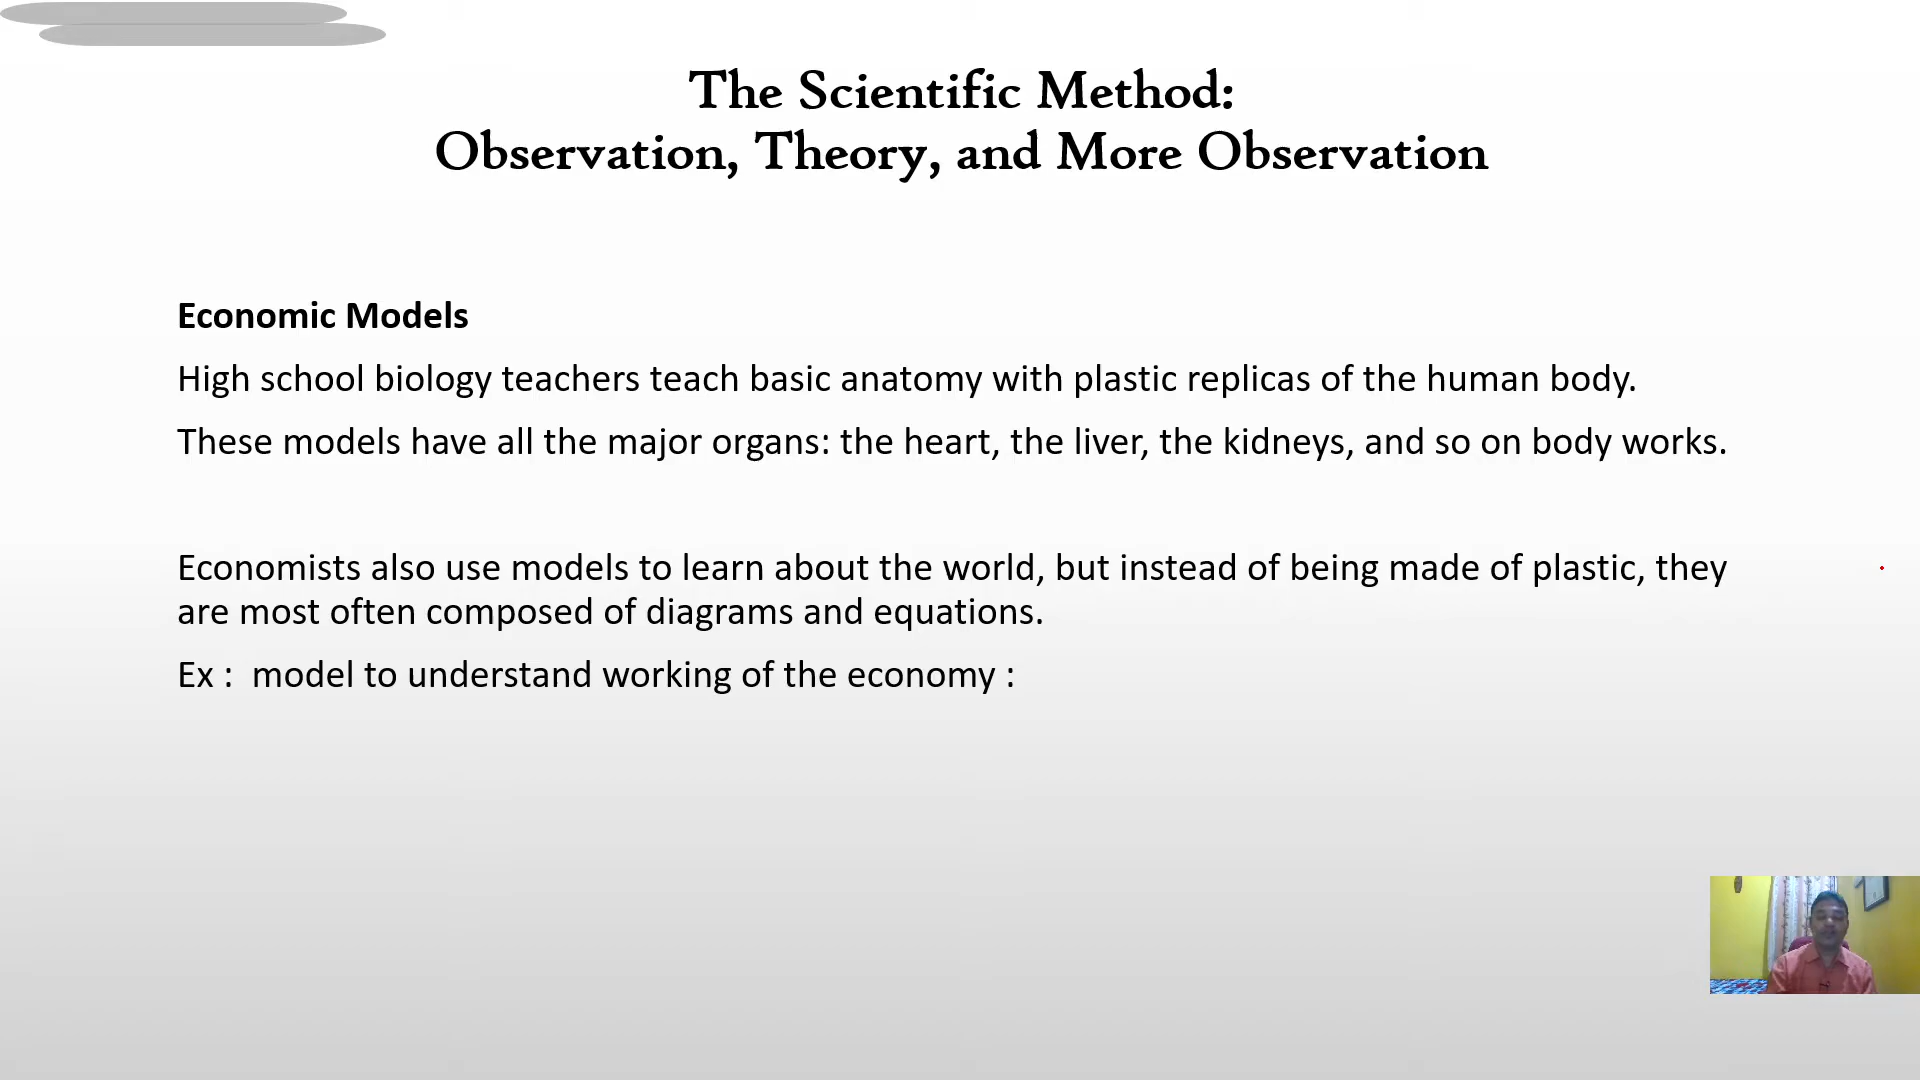 The Scientific Method:
Observation, Theory, and More Observation
Economic Models
High school biology teachers teach basic anatomy with plastic replicas of the human body.
These models have all the major organs: the heart, the liver, the kidneys, and so on body works.
Economists also use models to learn about the world, but instead of being made of plastic, they
are most often composed of diagrams and equations.
Ex :  model to understand working of the economy :